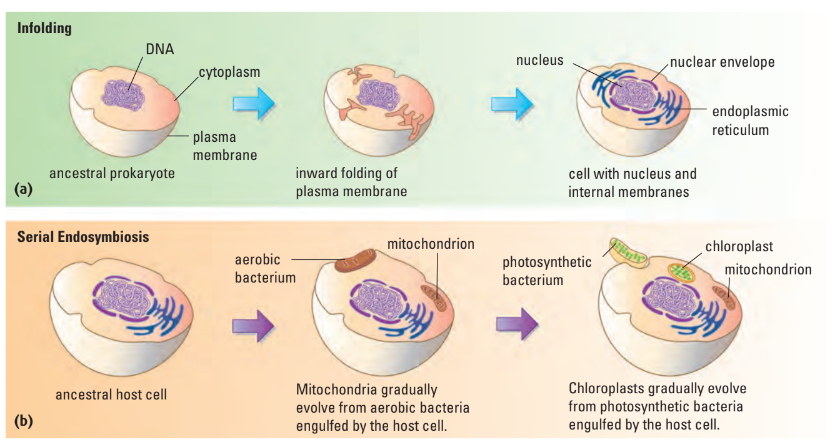 Infolding
DNA
cytoplasm
plasma
membrane
ancestral prokaryote
inward folding of
plasma membrane
nucleus
nuclear envelope
endoplasmic
reticulum
cell with nucleus and
internal membranes
(a)
Serial Endosymbiosis
ancestral host cell
aerobic
bacterium
mitochondrion
Mitochondria gradually
evolve from aerobic bacteria
engulfed by the host cell.
photosynthetic
bacterium
chloroplast
mitochondrion
Chloroplasts gradually evolve
from photosynthetic bacteria
engulfed by the host cell.
(b)